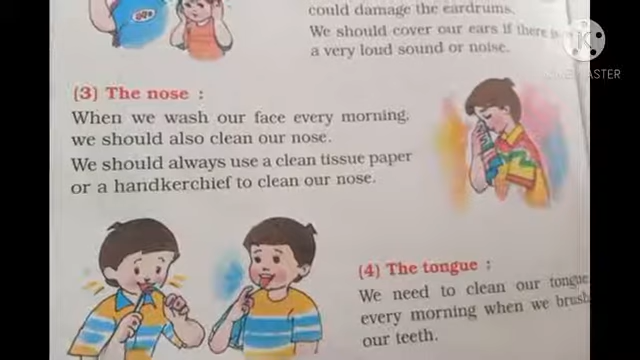 could damage the eardrums.
We should cover our ears if there is
a very loud sound or noise.
(3) The nose :
When we wash our face every morning,
we should also clean our nose.
We should always use a clean tissue paper
or a handkerchief to clean our nose.
(4) The tongue :
We need to clean our tongue
every morning when we brush
our teeth.